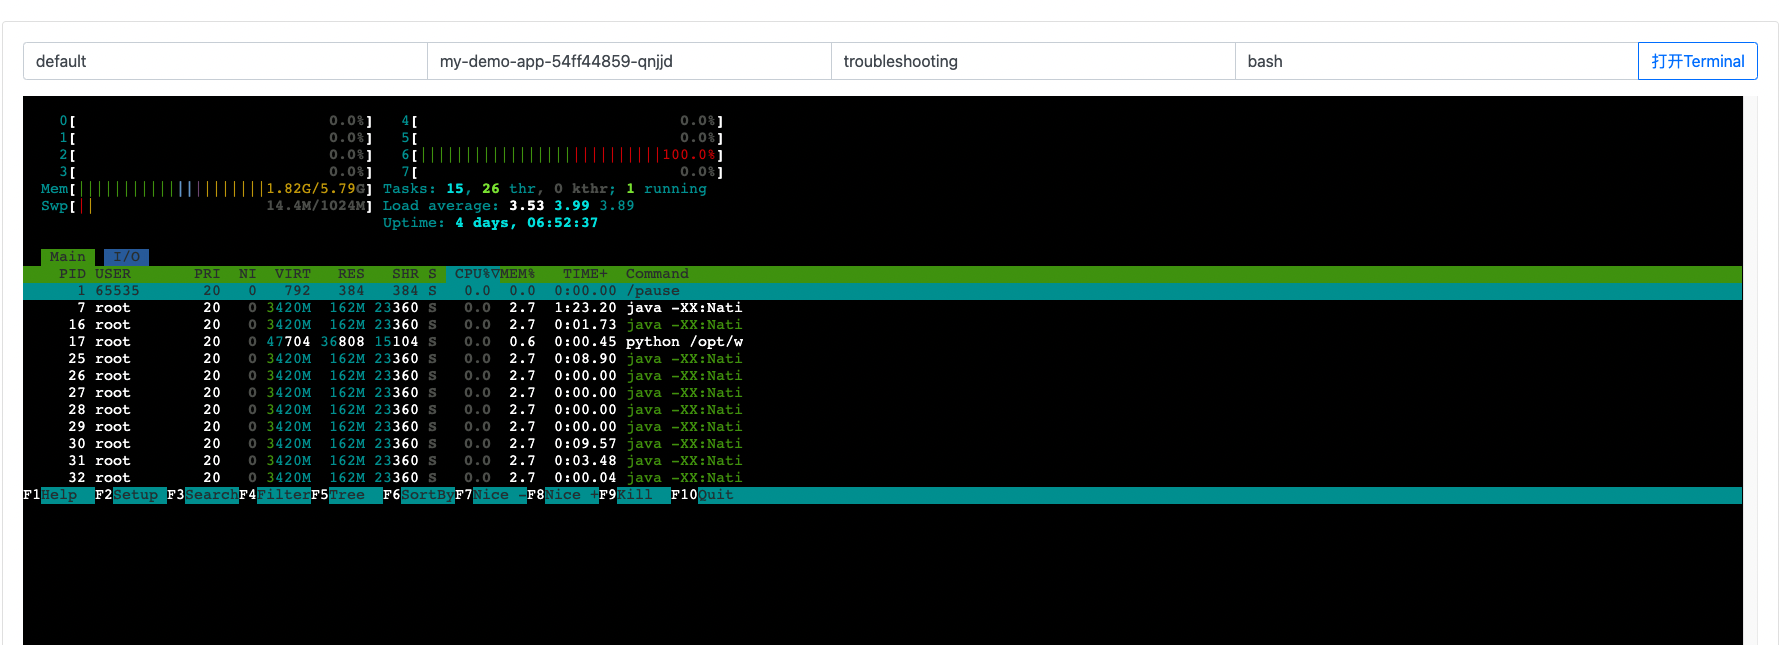 default my-demo-app-54ff44859-qnjjd troubleshooting bash 打开Terminal
0[ 0.0%] 4[ 0.0%]
1[ 0.0%] 5[ 0.0%]
2[ 0.0%] 6[||||||||||||||||||||||||||100.0%]
3[ 0.0%] 7[ 0.0%]
Mem[|||||||||||||||||||||1.82G/5.79G] Tasks: 15, 26 thr, 0 kthr; 1 running
Swp[|| 14.4M/1024M] Load average: 3.53 3.99 3.89
Uptime: 4 days, 06:52:37
Main I/O
PID USER PRI NI VIRT RES SHR S CPU%▽MEM% TIME+ Command
1 65535 20 0 792 384 384 S 0.0 0.0 0:00.00 /pause
7 root 20 0 3420M 162M 23360 S 0.0 2.7 1:23.20 java -XX:Nati
16 root 20 0 3420M 162M 23360 S 0.0 2.7 0:01.73 java -XX:Nati
17 root 20 0 47704 36808 15104 S 0.0 0.6 0:00.45 python /opt/w
25 root 20 0 3420M 162M 23360 S 0.0 2.7 0:08.90 java -XX:Nati
26 root 20 0 3420M 162M 23360 S 0.0 2.7 0:00.00 java -XX:Nati
27 root 20 0 3420M 162M 23360 S 0.0 2.7 0:00.00 java -XX:Nati
28 root 20 0 3420M 162M 23360 S 0.0 2.7 0:00.00 java -XX:Nati
29 root 20 0 3420M 162M 23360 S 0.0 2.7 0:00.00 java -XX:Nati
30 root 20 0 3420M 162M 23360 S 0.0 2.7 0:09.57 java -XX:Nati
31 root 20 0 3420M 162M 23360 S 0.0 2.7 0:03.48 java -XX:Nati
32 root 20 0 3420M 162M 23360 S 0.0 2.7 0:00.04 java -XX:Nati
F1Help F2Setup F3SearchF4FilterF5Tree F6SortByF7Nice -F8Nice +F9Kill F10Quit